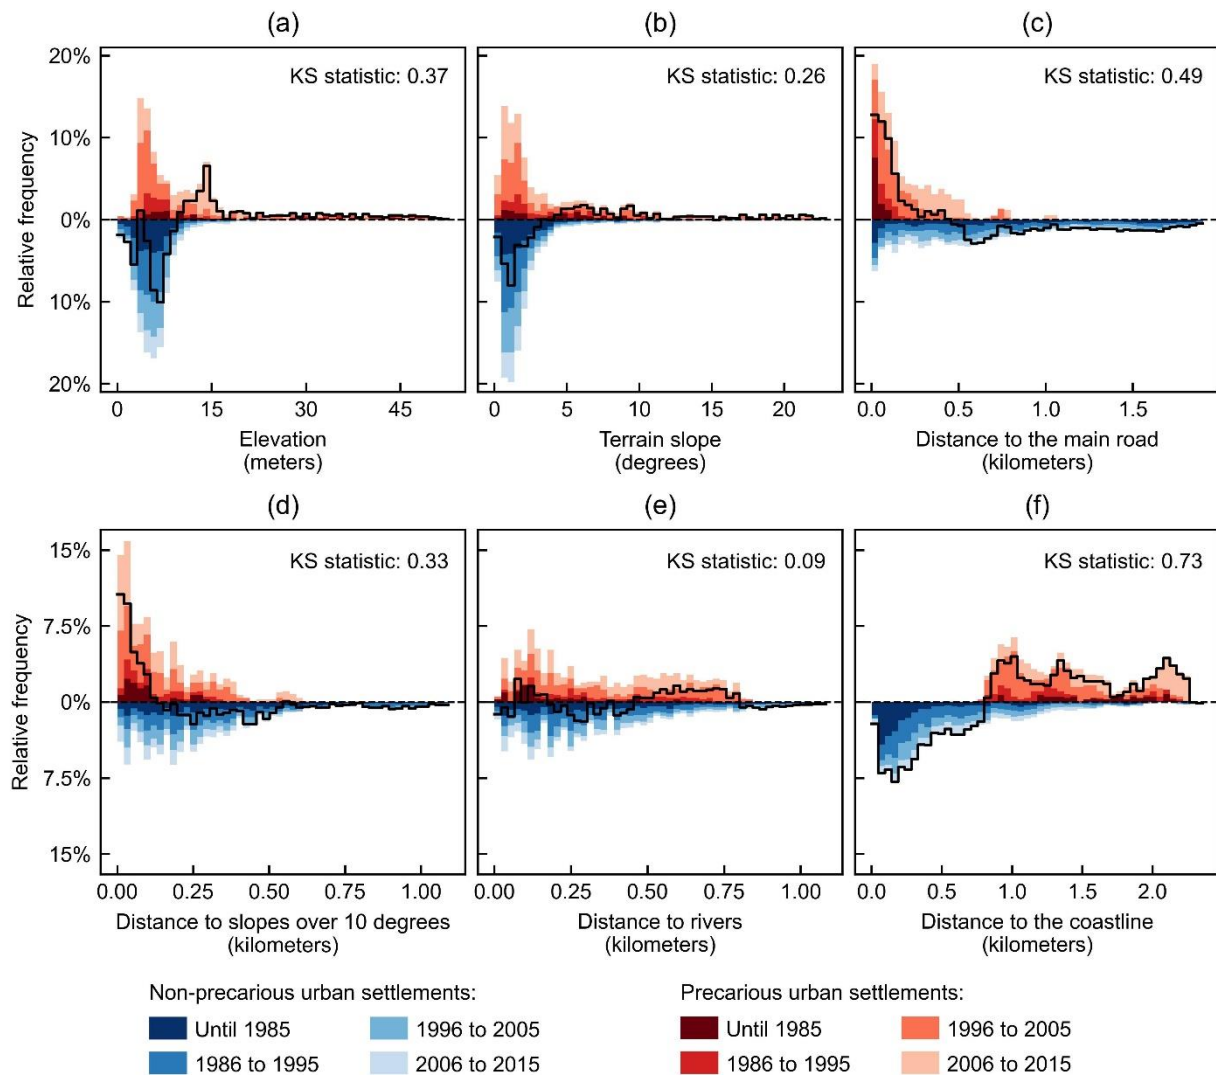 (a)
(b)
(c)
20%
10%
0%
10%
20%
Relative frequency
KS statistic: 0.37
KS statistic: 0.26
KS statistic: 0.49
0 15 30 45
Elevation
(meters)
0 5 10 15 20
Terrain slope
(degrees)
0.0 0.5 1.0 1.5
Distance to the main road
(kilometers)
(d)
(e)
(f)
15%
7.5%
0%
7.5%
15%
Relative frequency
KS statistic: 0.33
KS statistic: 0.09
KS statistic: 0.73
0.00 0.25 0.50 0.75 1.00
Distance to slopes over 10 degrees
(kilometers)
0.00 0.25 0.50 0.75 1.00
Distance to rivers
(kilometers)
0.0 0.5 1.0 1.5 2.0
Distance to the coastline
(kilometers)
Non-precarious urban settlements:
Until 1985
1996 to 2005
1986 to 1995
2006 to 2015
Precarious urban settlements:
Until 1985
1996 to 2005
1986 to 1995
2006 to 2015